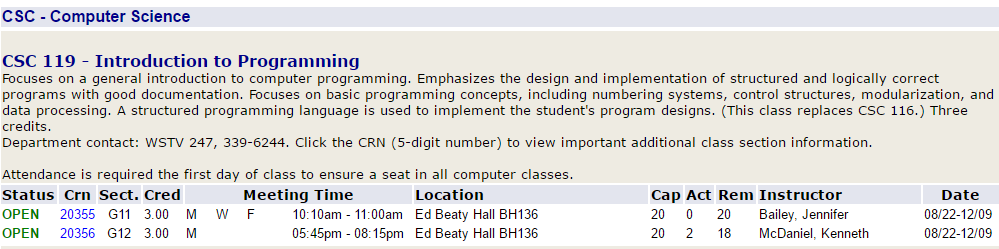 CSC - Computer Science
CSC 119 - Introduction to Programming
Focuses on a general introduction to computer programming. Emphasizes the design and implementation of structured and logically correct
programs with good documentation. Focuses on basic programming concepts, including numbering systems, control structures, modularization, and
data processing. A structured programming language is used to implement the student's program designs. (This class replaces CSC 116.) Three
credits.
Department contact: WSTV 247, 339-6244. Click the CRN (5-digit number) to view important additional class section information.
Attendance is required the first day of class to ensure a seat in all computer classes.
Status Crn Sect. Cred Meeting Time Location Cap Act Rem Instructor Date
OPEN 20355 G11 3.00 M W F 10:10am - 11:00am Ed Beaty Hall BH136 20 0 20 Bailey, Jennifer 08/22-12/09
OPEN 20356 G12 3.00 M 05:45pm - 08:15pm Ed Beaty Hall BH136 20 2 18 McDaniel, Kenneth 08/22-12/09